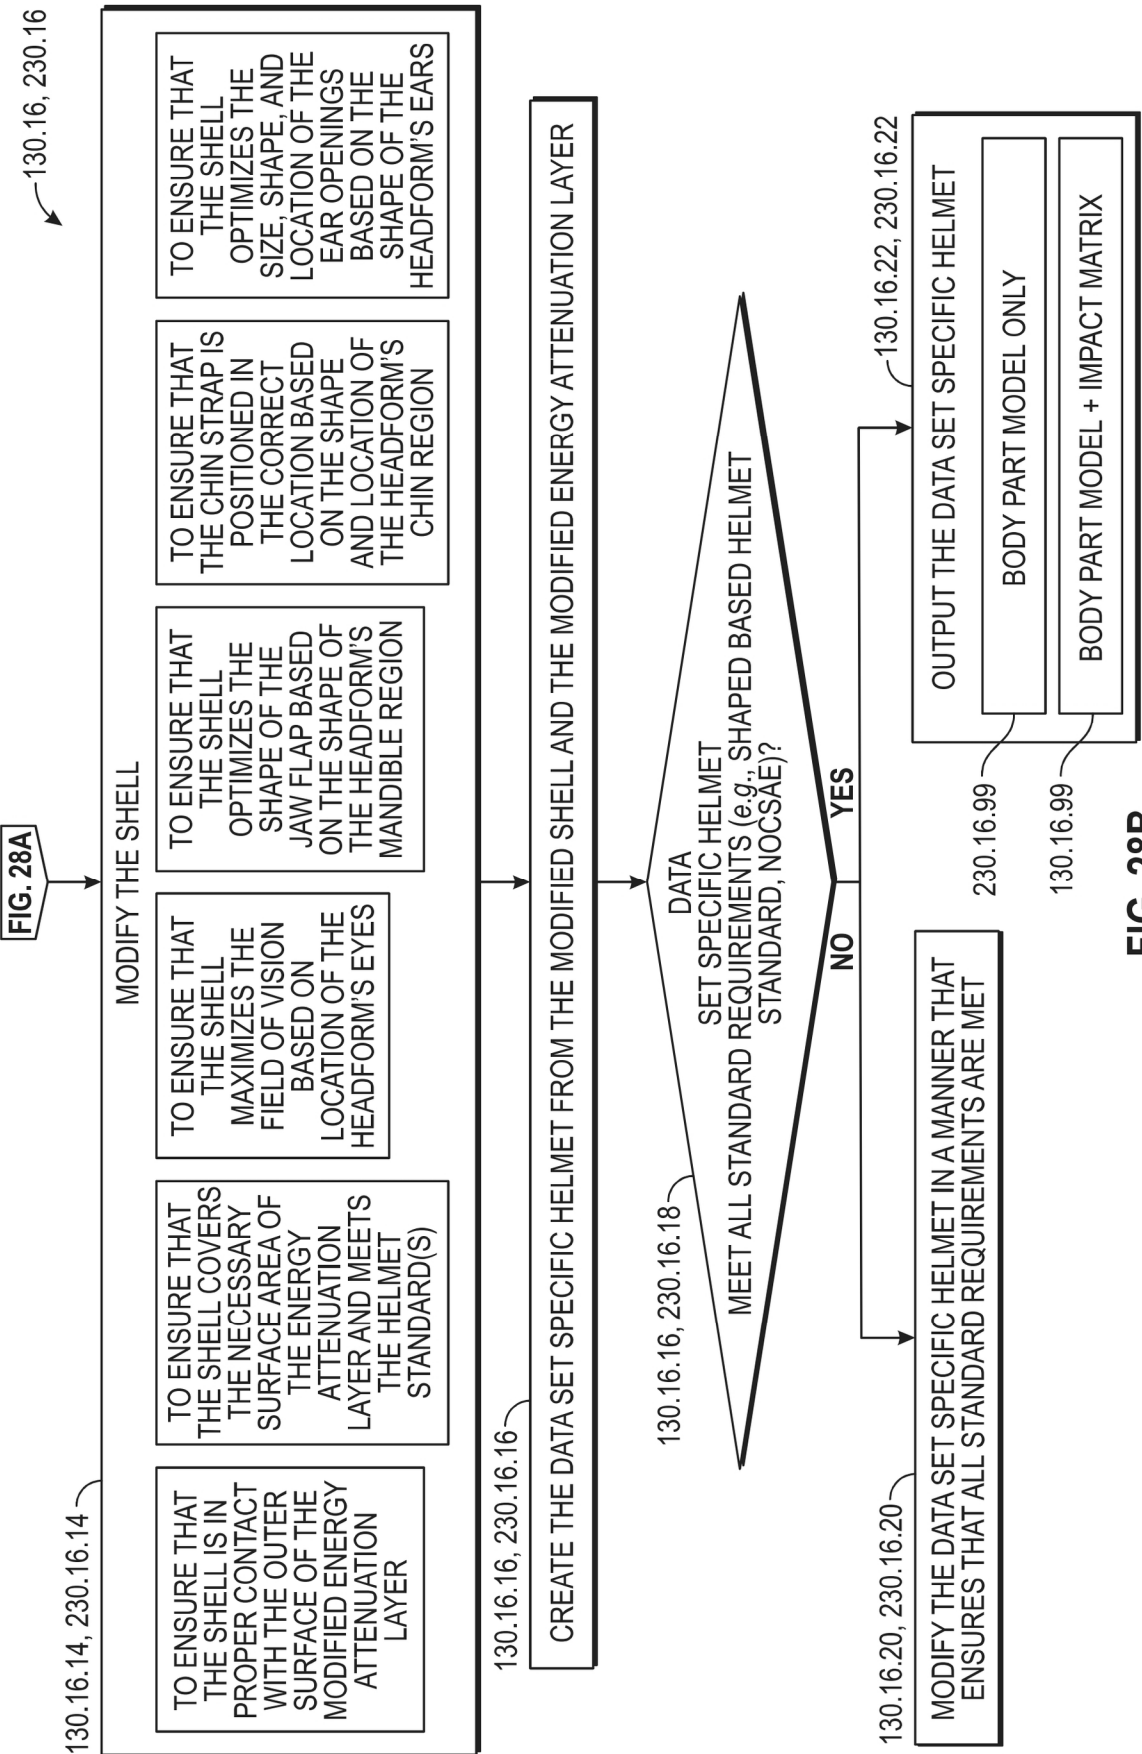 FIG. 28A
130.16, 230.16
130.16.14, 230.16.14
MODIFY THE SHELL
TO ENSURE THAT
THE SHELL IS IN
PROPER CONTACT
WITH THE OUTER
SURFACE OF THE
MODIFIED ENERGY
ATTENUATION
LAYER
TO ENSURE THAT
THE SHELL COVERS
THE NECESSARY
SURFACE AREA OF
THE ENERGY
ATTENUATION
LAYER AND MEETS
THE HELMET
STANDARD(S)
TO ENSURE THAT
THE SHELL
MAXIMIZES THE
FIELD OF VISION
BASED ON
LOCATION OF THE
HEADFORM'S EYES
TO ENSURE THAT
THE SHELL
OPTIMIZES THE
SHAPE OF THE
JAW FLAP BASED
ON THE SHAPE OF
THE HEADFORM'S
MANDIBLE REGION
TO ENSURE THAT
THE CHIN STRAP IS
POSITIONED IN
THE CORRECT
LOCATION BASED
ON THE SHAPE
AND LOCATION OF
THE HEADFORM'S
CHIN REGION
TO ENSURE THAT
THE SHELL
OPTIMIZES THE
SIZE, SHAPE, AND
LOCATION OF THE
EAR OPENINGS
BASED ON THE
SHAPE OF THE
HEADFORM'S EARS
130.16.16, 230.16.16
CREATE THE DATA SET SPECIFIC HELMET FROM THE MODIFIED SHELL AND THE MODIFIED ENERGY ATTENUATION LAYER
130.16.16, 230.16.18
DATA
SET SPECIFIC HELMET
MEET ALL STANDARD REQUIREMENTS (e.g., SHAPED BASED HELMET
STANDARD, NOCSAE)?
NO
YES
130.16.20, 230.16.20
MODIFY THE DATA SET SPECIFIC HELMET IN A MANNER THAT
ENSURES THAT ALL STANDARD REQUIREMENTS ARE MET
130.16.22, 230.16.22
OUTPUT THE DATA SET SPECIFIC HELMET
230.16.99
BODY PART MODEL ONLY
130.16.99
BODY PART MODEL + IMPACT MATRIX
FIG. 28B